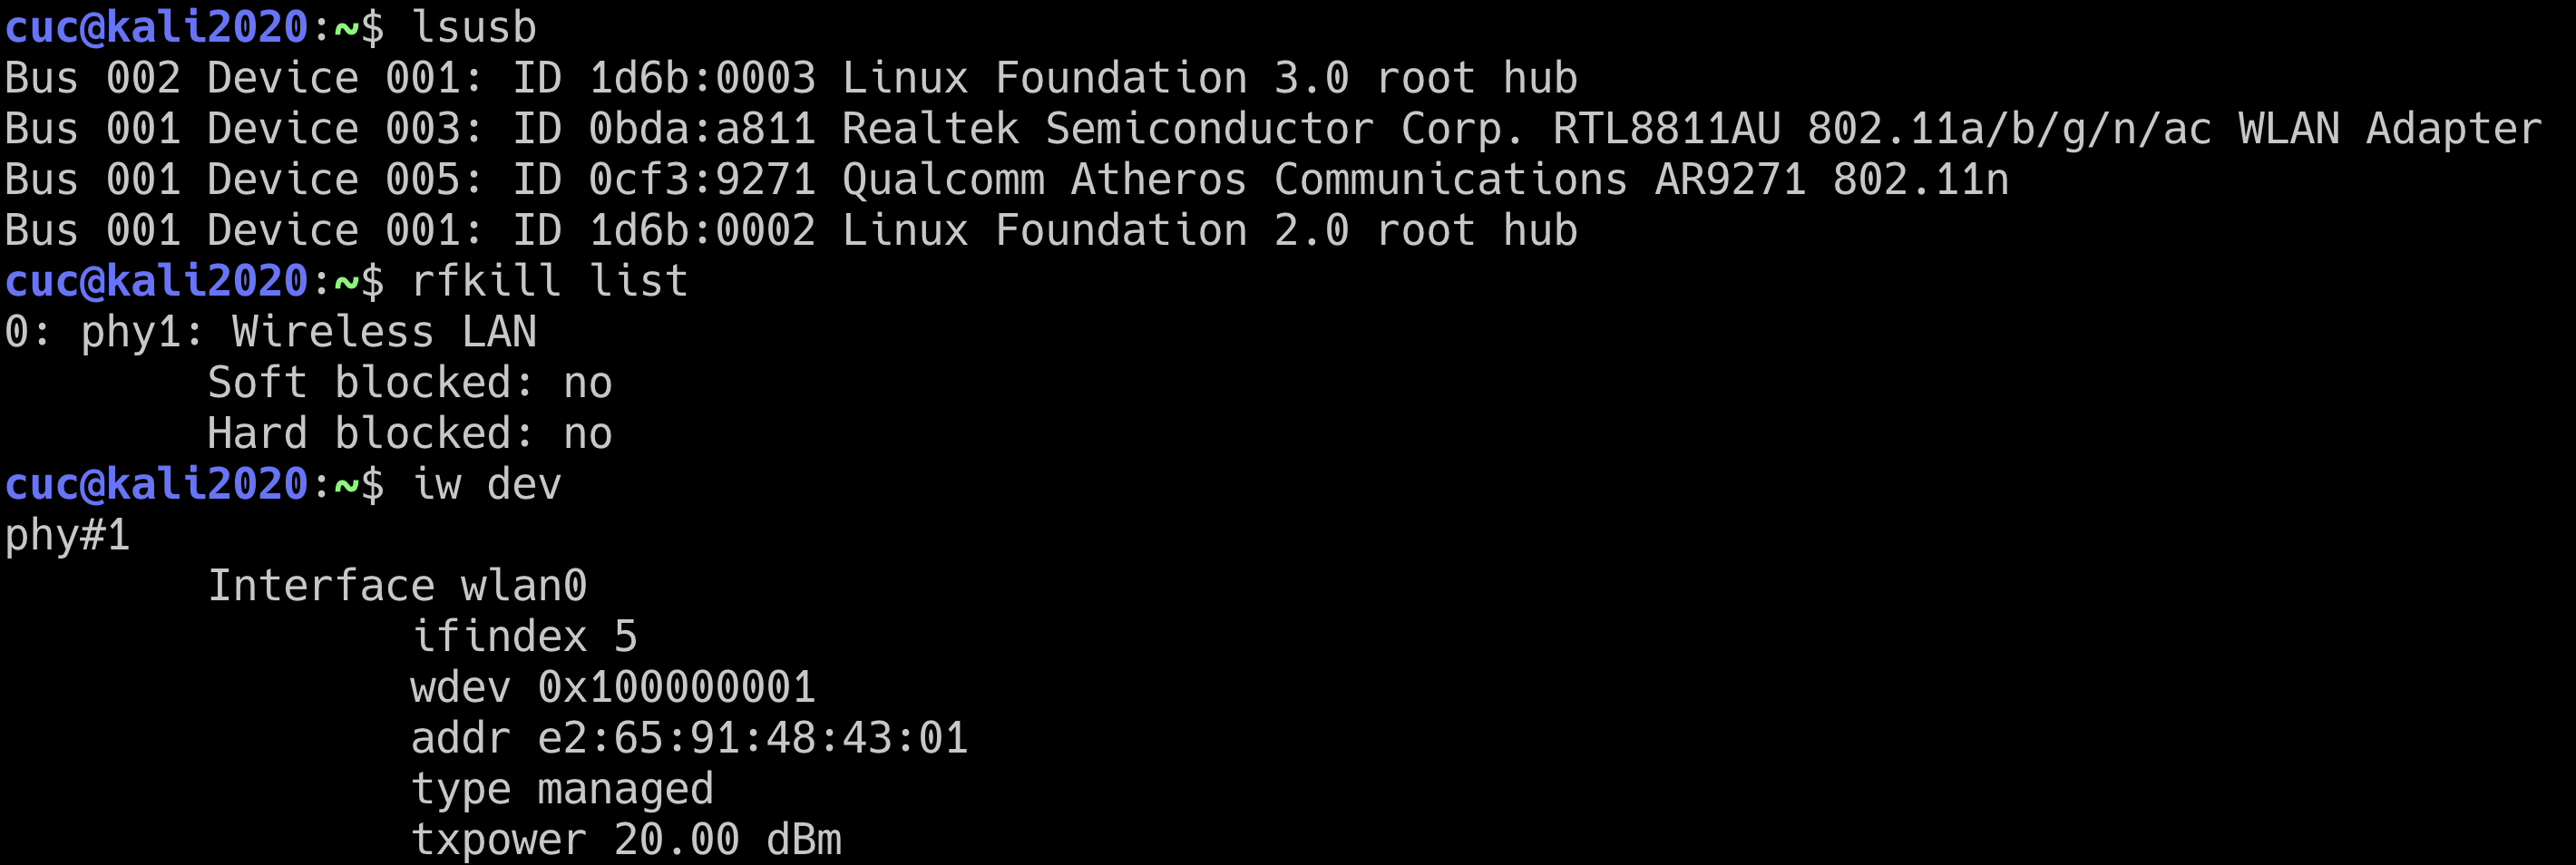 cuc@kali2020:~$ lsusb
Bus 002 Device 001: ID 1d6b:0003 Linux Foundation 3.0 root hub
Bus 001 Device 003: ID 0bda:a811 Realtek Semiconductor Corp. RTL8811AU 802.11a/b/g/n/ac WLAN Adapter
Bus 001 Device 005: ID 0cf3:9271 Qualcomm Atheros Communications AR9271 802.11n
Bus 001 Device 001: ID 1d6b:0002 Linux Foundation 2.0 root hub
cuc@kali2020:~$ rfkill list
0: phy1: Wireless LAN
        Soft blocked: no
        Hard blocked: no
cuc@kali2020:~$ iw dev
phy#1
        Interface wlan0
                ifindex 5
                wdev 0x100000001
                addr e2:65:91:48:43:01
                type managed
                txpower 20.00 dBm